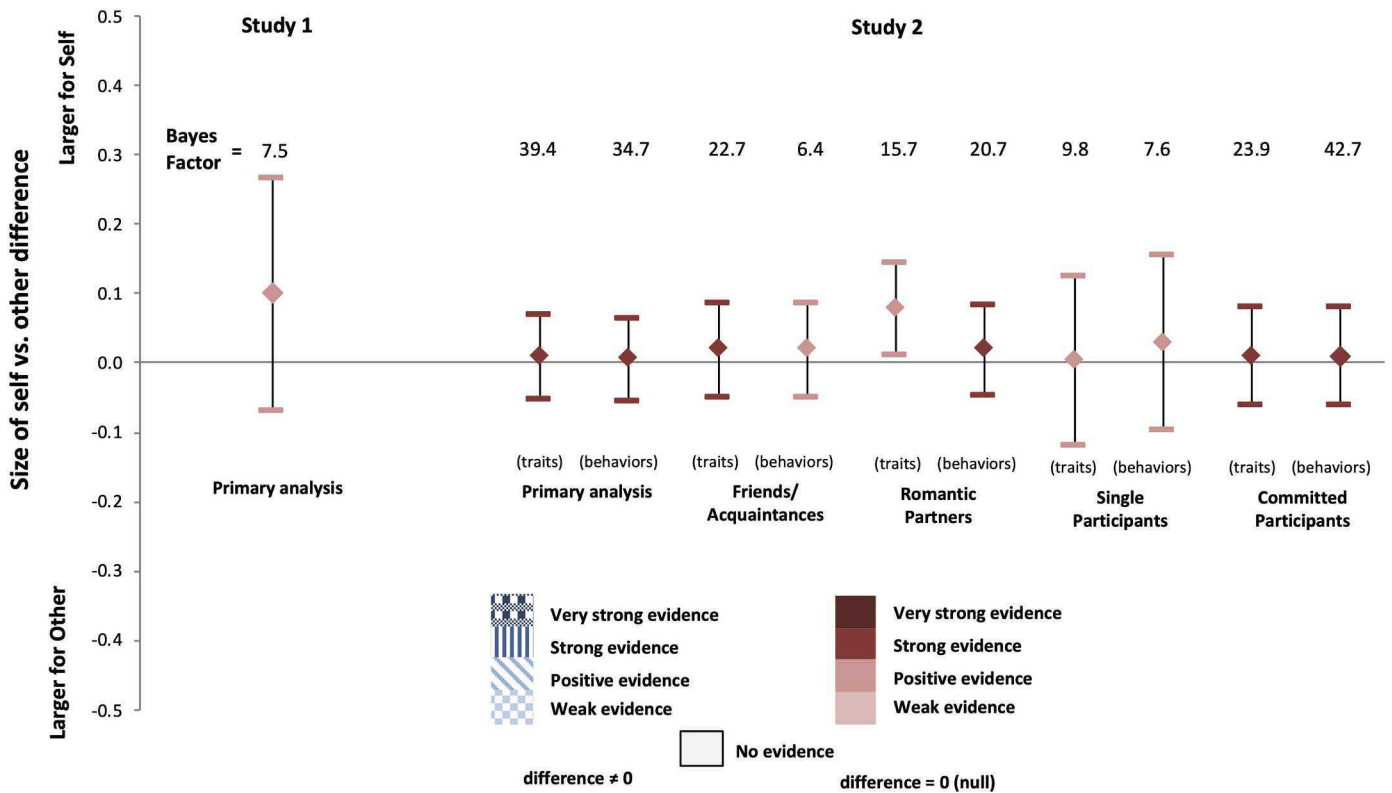 Study 1
Study 2
Size of self vs. other difference
Larger for Self
Larger for Other
0.5
0.4
0.3
0.2
0.1
0.0
-0.1
-0.2
-0.3
-0.4
-0.5
Bayes
Factor = 7.5
39.4 34.7 22.7 6.4 15.7 20.7 9.8 7.6 23.9 42.7
(traits) (behaviors) (traits) (behaviors) (traits) (behaviors) (traits) (behaviors) (traits) (behaviors)
Primary analysis
Primary analysis
Friends/
Acquaintances
Romantic
Partners
Single
Participants
Committed
Participants
Very strong evidence
Strong evidence
Positive evidence
Weak evidence
Very strong evidence
Strong evidence
Positive evidence
Weak evidence
No evidence
difference ≠ 0
difference = 0 (null)